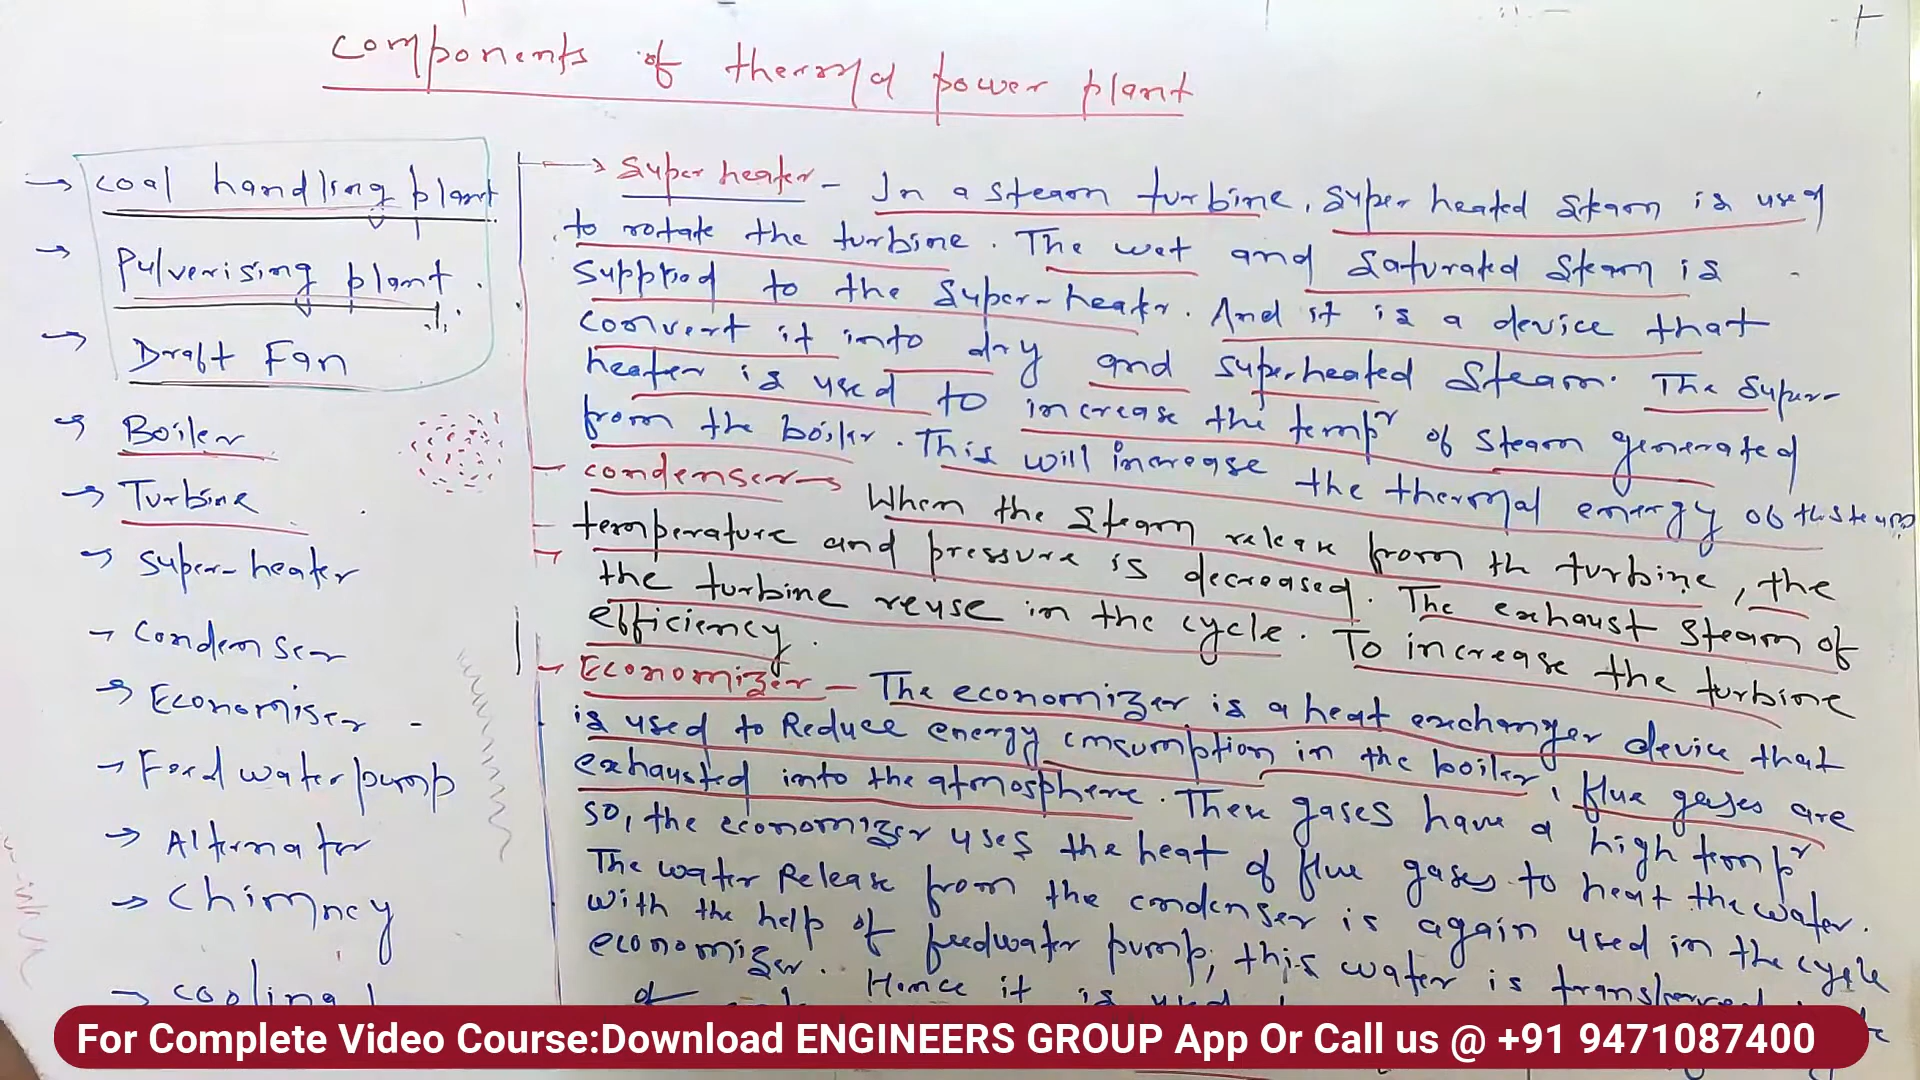 Components of thermal power plant
→ coal handling plant
→ Pulverising plant.
→ Draft Fan
→ Boiler
→ Turbine
→ super-heater
→ condenser
→ Economiser -
→ Feed water pump
→ Alternator
→ Chimney
→ cooling
→ Super heater - In a steam turbine, super heated steam is used
to rotate the turbine. The wet and saturated steam is
supplied to the super-heater. And it is a device that
convert it into dry and superheated steam. The super-
heater is used to increase the tempr of steam generated
from the boiler. This will increase the thermal energy of the steam
condenser → When the steam release from the turbine, the
temperature and pressure is decreased. The exhaust steam of
the turbine reuse in the cycle. To increase the turbine
efficiency.
Economizer - The economizer is a heat exchanger device that
is used to Reduce energy consumption in the boiler, flue gases are
exhausted into the atmosphere. These gases have a high tempr
so, the economizer uses the heat of flue gases to heat the water.
The water Release from the condenser is again used in the cycle
with the help of feedwater pump, this water is transferred
economizer. Hence it is used
For Complete Video Course:Download ENGINEERS GROUP App Or Call us @ +91 9471087400